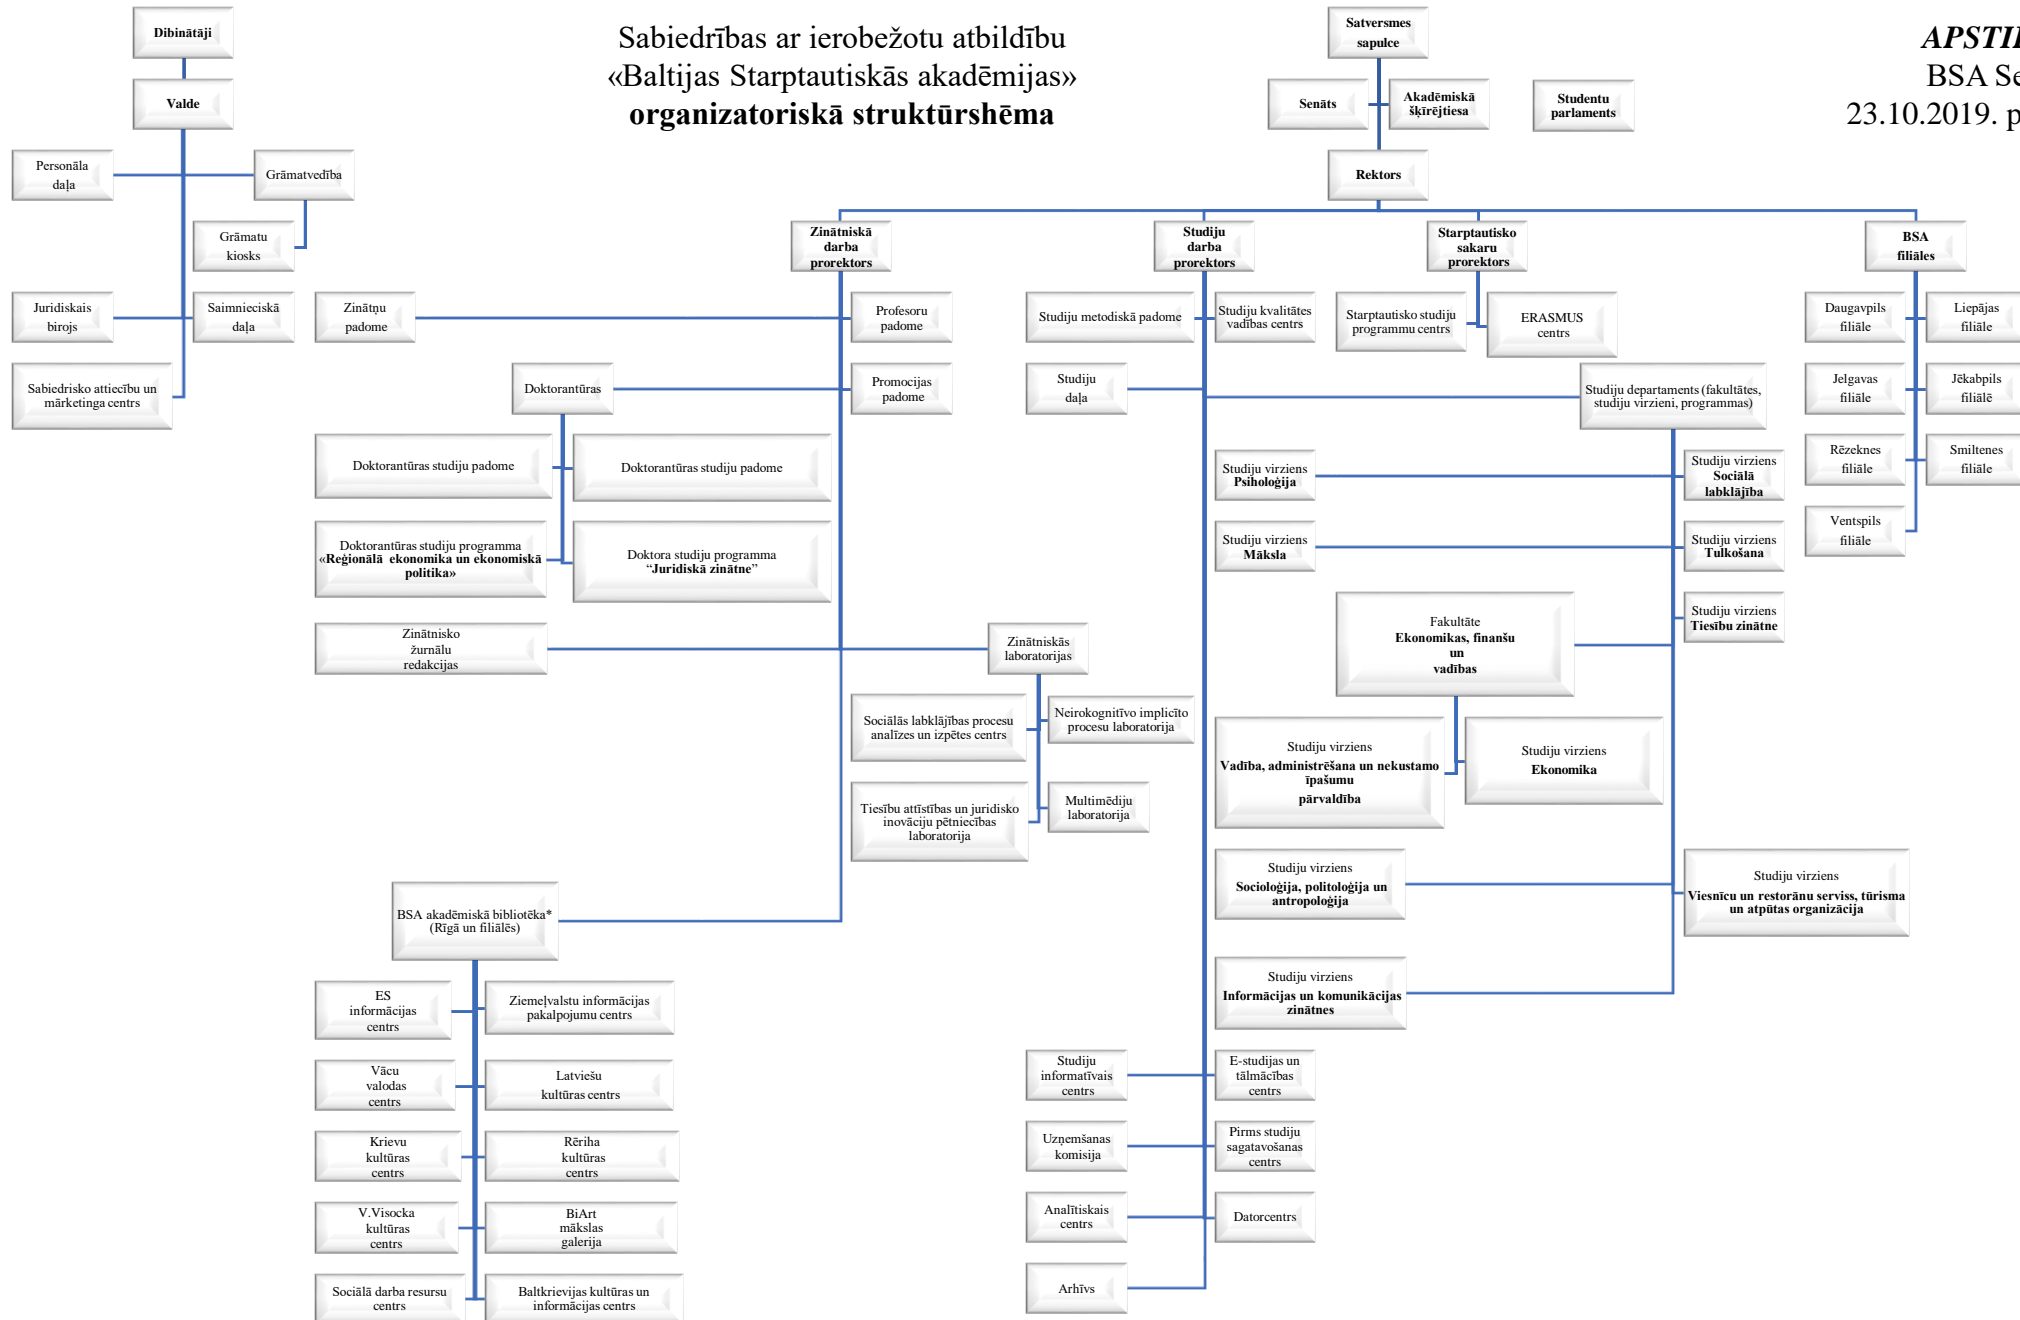 Dibinātāji
Valde
Personāla
daļa
Grāmatvedība
Grāmatu
kiosks
Juridiskais
birojs
Saimnieciskā
daļa
Sabiedrisko attiecību un
mārketinga centrs
Sabiedrības ar ierobežotu atbildību
«Baltijas Starptautiskās akadēmijas»
organizatoriskā struktūrshēma
Satversmes
sapulce
Senāts
Akadēmiskā
šķīrējtiesa
Studentu
parlaments
Rektors
BSA
23.10.2019.
Zinātniskā
darba
prorektors
Studiju
darba
prorektors
Starptautisko
sakaru
prorektors
BSA
filiāles
Zinātņu
padome
Profesoru
padome
Doktorantūras
Promocijas
padome
Doktorantūras studiju padome
Doktorantūras studiju padome
Doktorantūras studiju programma
«Reģionālā ekonomika un ekonomiskā
politika»
Doktora studiju programma
“Juridiskā zinātne”
Zinātnisko
žurnālu
redakcijas
Zinātniskās
laboratorijas
Sociālās labklājības procesu
analīzes un izpētes centrs
Neirokognitīvo implicīto
procesu laboratorija
Tiesību attīstības un juridisko
inovāciju pētniecības
laboratorija
Multimēdiju
laboratorija
BSA akadēmiskā bibliotēka*
(Rīgā un filiālēs)
ES
informācijas
centrs
Ziemeļvalstu informācijas
pakalpojumu centrs
Vācu
valodas
centrs
Latviešu
kultūras centrs
Krievu
kultūras
centrs
Rēriha
kultūras
centrs
V.Visocka
kultūras
centrs
BiArt
mākslas
galerija
Sociālā darba resursu
centrs
Baltkrievijas kultūras un
informācijas centrs
Studiju metodiskā padome
Studiju kvalitātes
vadības centrs
Studiju
daļa
Studiju departaments (fakultātes,
studiju virzieni, programmas)
Studiju virziens
Psiholoģija
Studiju virziens
Sociālā
labklājība
Studiju virziens
Māksla
Studiju virziens
Tulkošana
Fakultāte
Ekonomikas, finanšu
un
vadības
Studiju virziens
Tiesību zinātne
Studiju virziens
Vadība, administrēšana un nekustamo
īpašumu
pārvaldība
Studiju virziens
Ekonomika
Studiju virziens
Socioloģija, politoloģija un
antropoloģija
Studiju virziens
Viesnīcu un restorānu serviss, tūrisma
un atpūtas organizācija
Studiju virziens
Informācijas un komunikācijas
zinātnes
Studiju
informatīvais
centrs
E-studijas un
tālmācības
centrs
Uzņemšanas
komisija
Pirms studiju
sagatavošanas
centrs
Analītiskais
centrs
Datorcentrs
Arhīvs
Starptautisko studiju
programmu centrs
ERASMUS
centrs
Daugavpils
filiāle
Liepājas
filiāle
Jelgavas
filiāle
Jēkabpils
filiālē
Rēzeknes
filiāle
Smiltenes
filiāle
Ventspils
filiāle